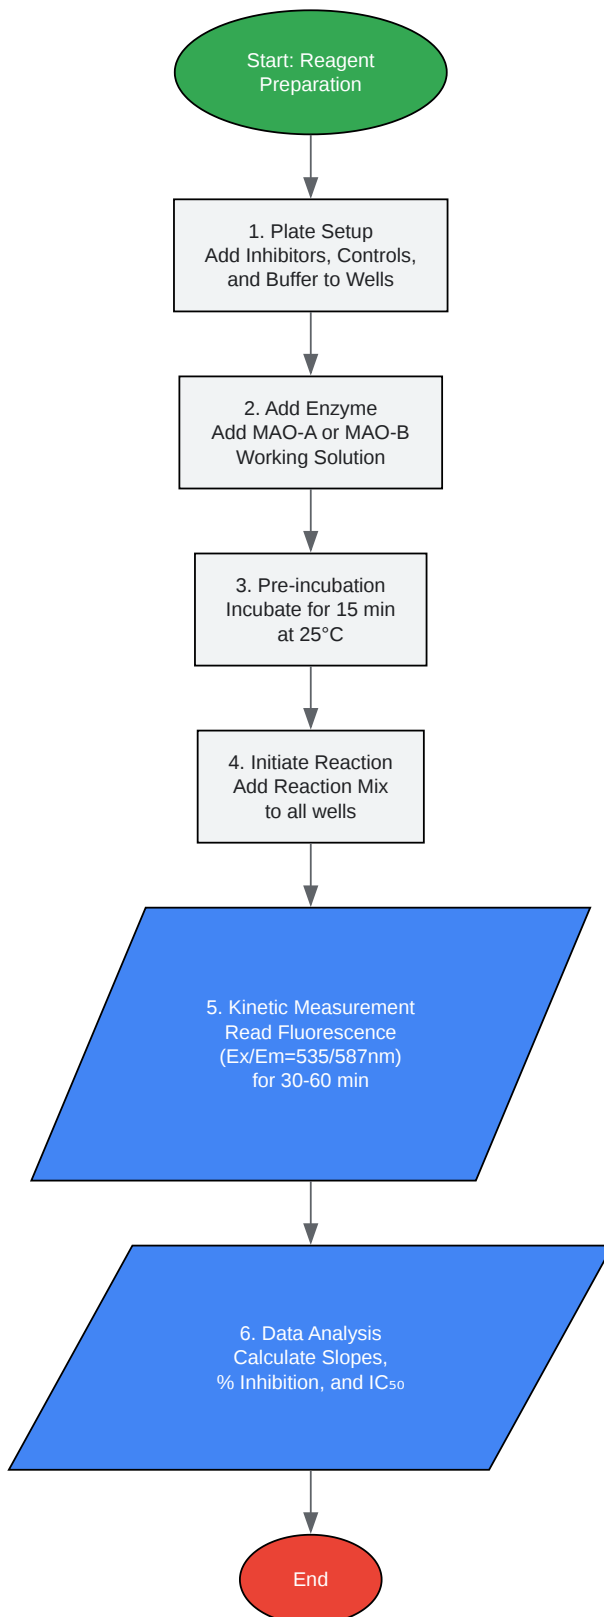 Start: Reagent
Preparation
1. Plate Setup
Add Inhibitors, Controls,
and Buffer to Wells
2. Add Enzyme
Add MAO-A or MAO-B
Working Solution
3. Pre-incubation
Incubate for 15 min
at 25°C
4. Initiate Reaction
Add Reaction Mix
to all wells
5. Kinetic Measurement
Read Fluorescence
(Ex/Em=535/587nm)
for 30-60 min
6. Data Analysis
Calculate Slopes,
% Inhibition, and IC₅₀
End